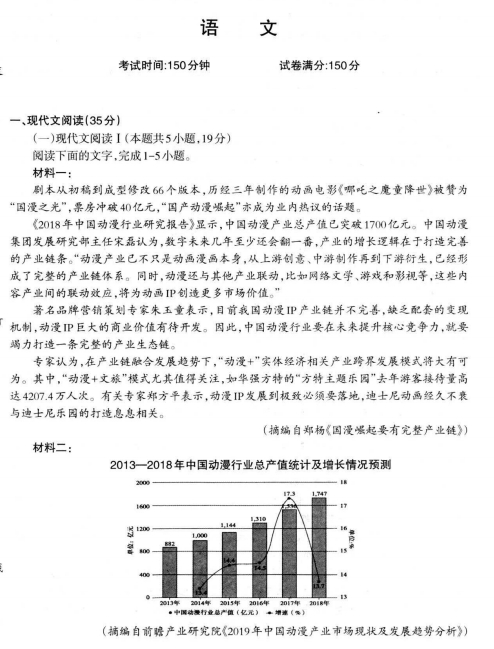 语 文
考试时间:150分钟 试卷满分:150分
一、现代文阅读(35分)
(一)现代文阅读Ⅰ(本题共5小题,19分)
阅读下面的文字,完成1-5小题。
材料一:
剧本从初稿到成型修改66个版本,历经三年制作的动画电影《哪吒之魔童降世》被赞为
“国漫之光”,票房冲破40亿元,“国产动漫崛起”亦成为业内热议的话题。
《2018年中国动漫行业研究报告》显示,中国动漫产业总产值已突破1700亿元。中国动漫
集团发展研究部主任宋磊认为,数字未来几年至少还会翻一番,产业的增长逻辑在于打造完善
的产业链条。“动漫产业已不只是动画漫画本身,从上游创意、中游制作再到下游衍生,已经形
成了完整的产业链体系。同时,动漫还与其他产业联动,比如网络文学、游戏和影视等,这些内
容产业间的联动效应,将为动画IP创造更多市场价值。”
著名品牌营销策划专家朱玉童表示,目前我国动漫IP产业链并不完善,缺乏配套的变现
机制,动漫IP巨大的商业价值有待开发。因此,中国动漫行业要在未来提升核心竞争力,就要
竭力打造一条完整的产业生态链。
专家认为,在产业链融合发展趋势下,“动漫+”实体经济相关产业跨界发展模式将大有可
为。其中,“动漫+文旅”模式尤其值得关注,如华强方特的“方特主题乐园”去年游客接待量高
达4207.4万人次。有关专家郑方平表示,动漫IP发展到极致必须要落地,迪士尼动画经久不衰
与迪士尼乐园的打造息息相关。
(摘编自郑杨《国漫崛起要有完整产业链》)
材料二:
2013—2018年中国动漫行业总产值统计及增长情况预测
2000 18
17.3 1,747
1600 1,536 17
1,310
1200 1,144 16
1,000
882
单位:亿元 单位:%
800 15
14.4 14.5
400 14
13.4 13.7
0 13
2013年 2014年 2015年 2016年 2017年 2018年
中国动漫行业总产值(亿元) 增速(%)
(摘编自前瞻产业研究院《2019年中国动漫产业市场现状及发展趋势分析》)